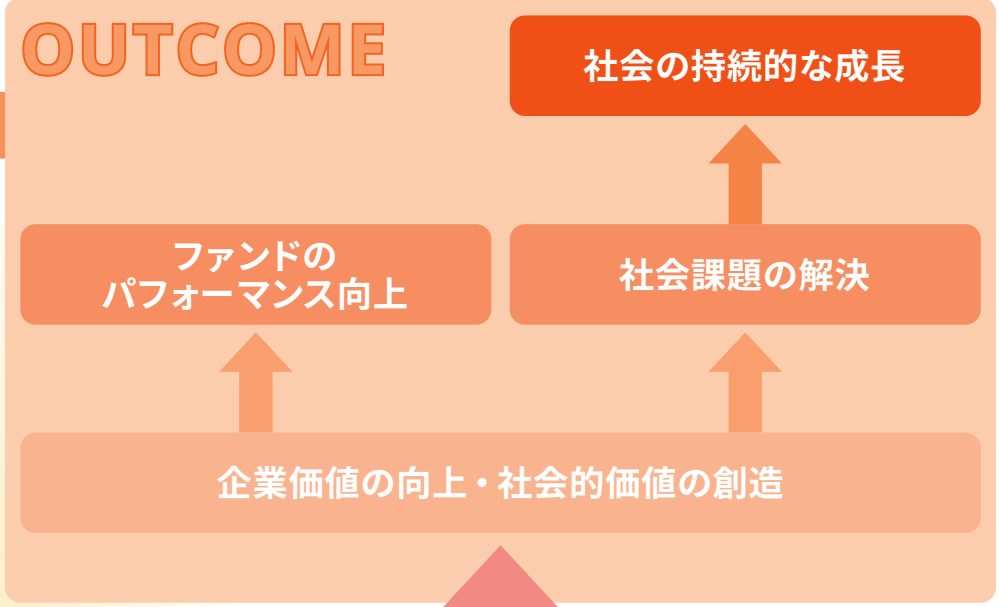 OUTCOME
社会の持続的な成長
ファンドの
パフォーマンス向上
社会課題の解決
企業価値の向上・社会的価値の創造